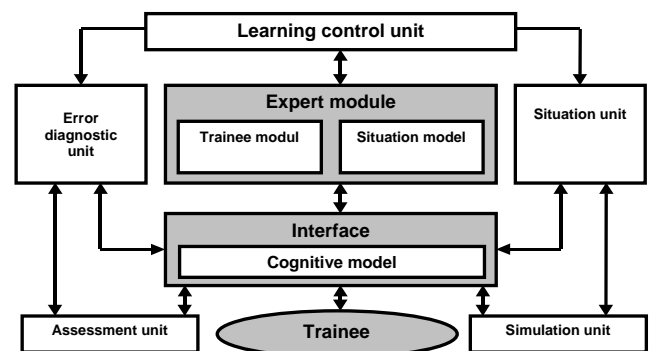 Learning control unit
Expert module
Error
diagnostic
unit
Trainee modul
Situation model
Situation unit
Interface
Cognitive model
Assessment unit
Trainee
Simulation unit